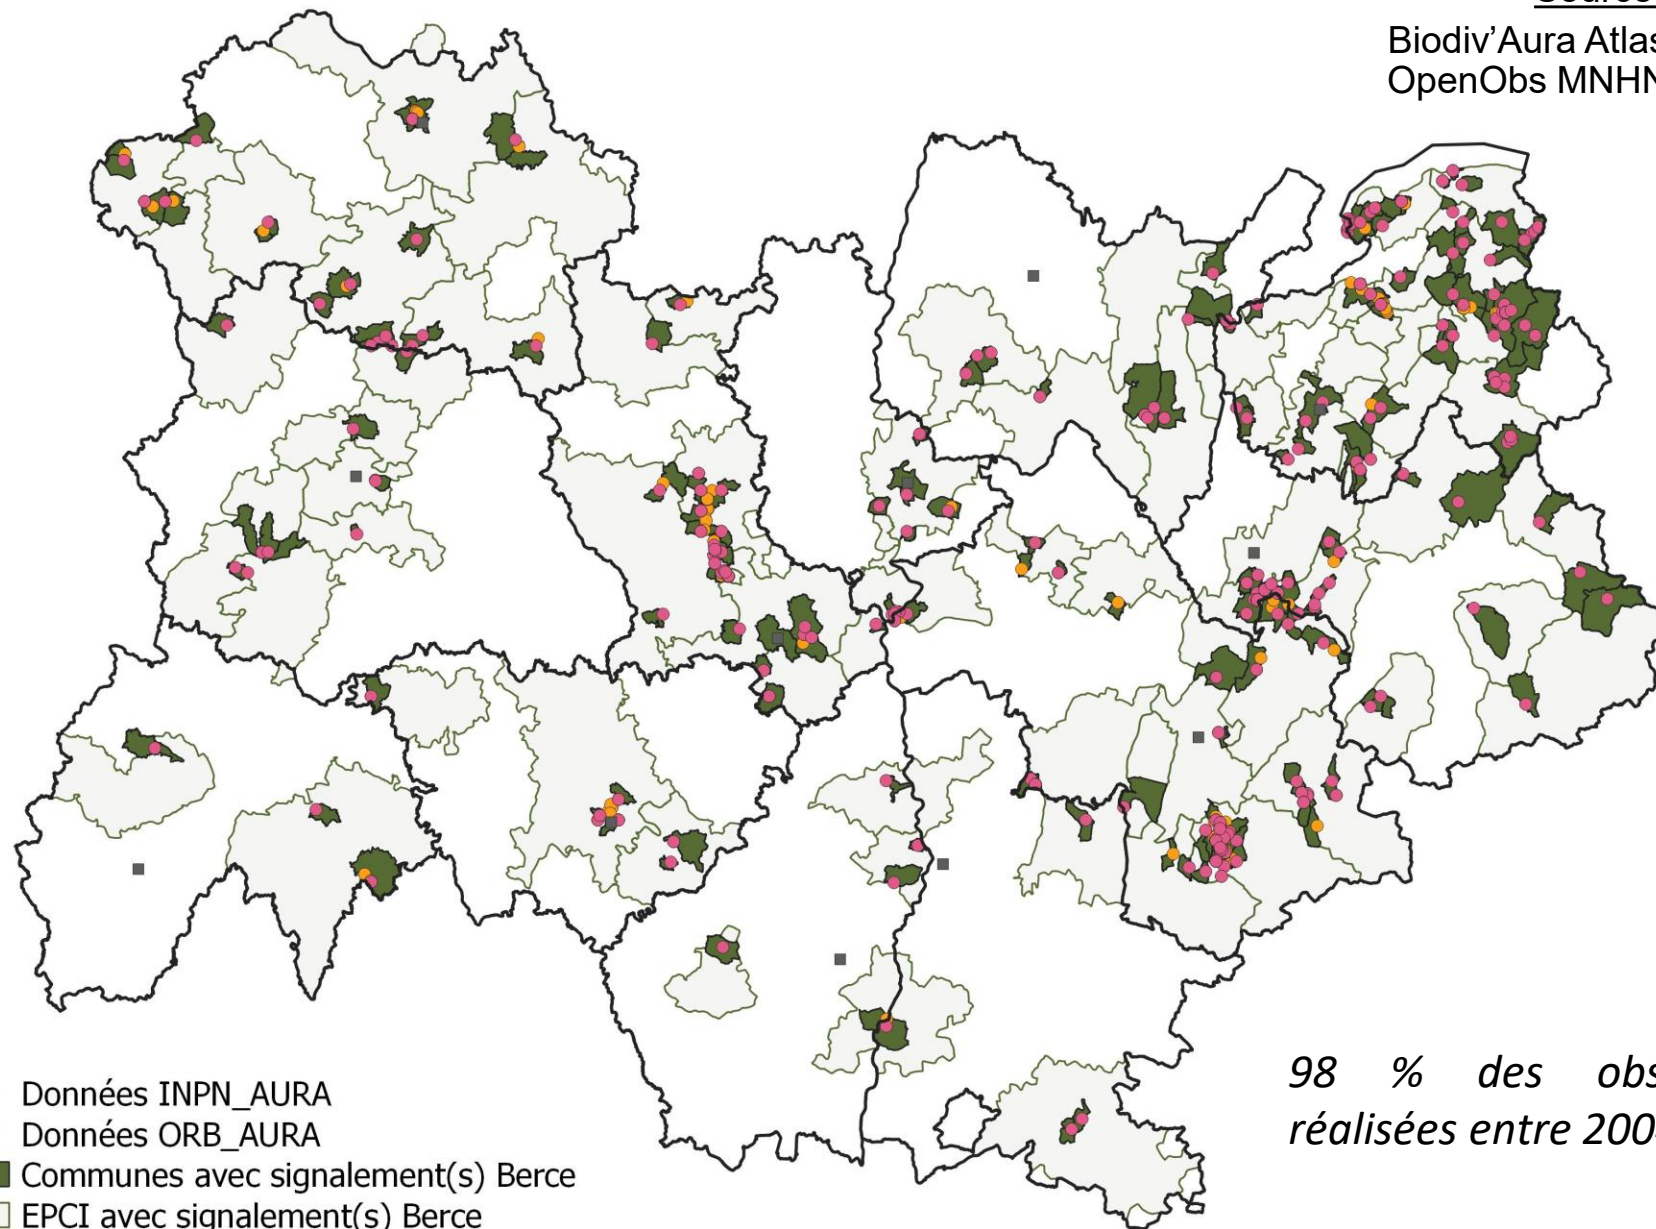 Biodiv'Aura Atlas
OpenObs MNHN
98 % des obs
réalisées entre 200
Données INPN_AURA
Données ORB_AURA
Communes avec signalement(s) Berce
EPCI avec signalement(s) Berce